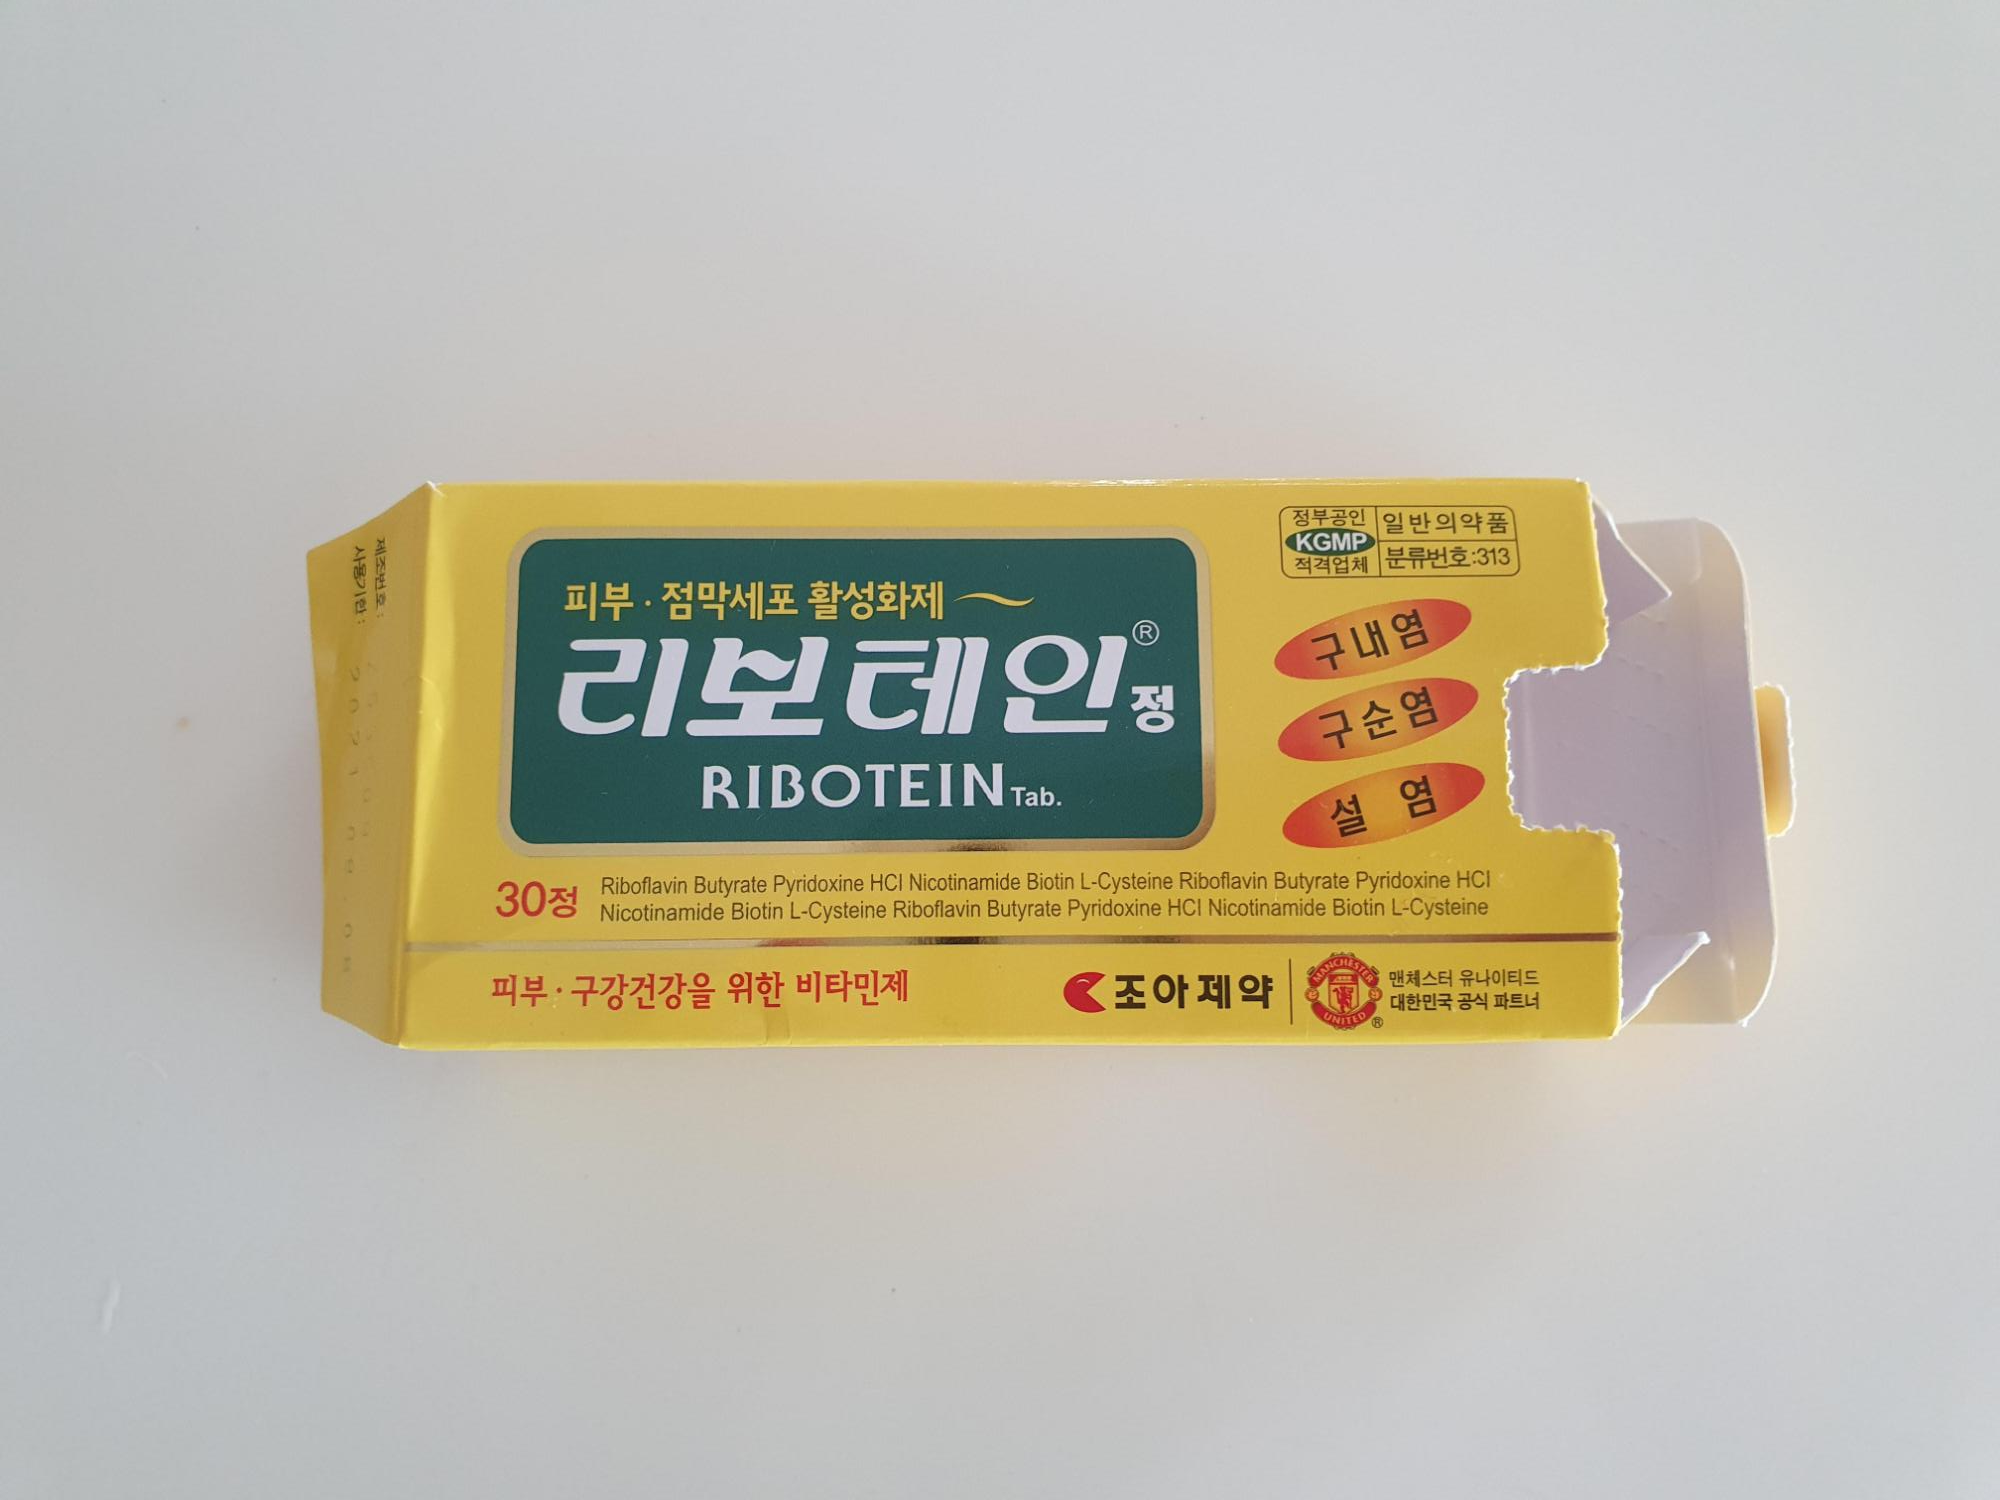 제조번호 :
사용기한 :
피부·점막세포 활성화제
리보테인® 정
RIBOTEIN Tab.
정부공인
KGMP
적격업체
일반의약품
분류번호:313
구내염
구순염
설 염
30정
Riboflavin Butyrate Pyridoxine HCl Nicotinamide Biotin L-Cysteine Riboflavin Butyrate Pyridoxine HCl
Nicotinamide Biotin L-Cysteine Riboflavin Butyrate Pyridoxine HCl Nicotinamide Biotin L-Cysteine
피부·구강건강을 위한 비타민제
조아제약
MANCHESTER
UNITED
®
맨체스터 유나이티드
대한민국 공식 파트너